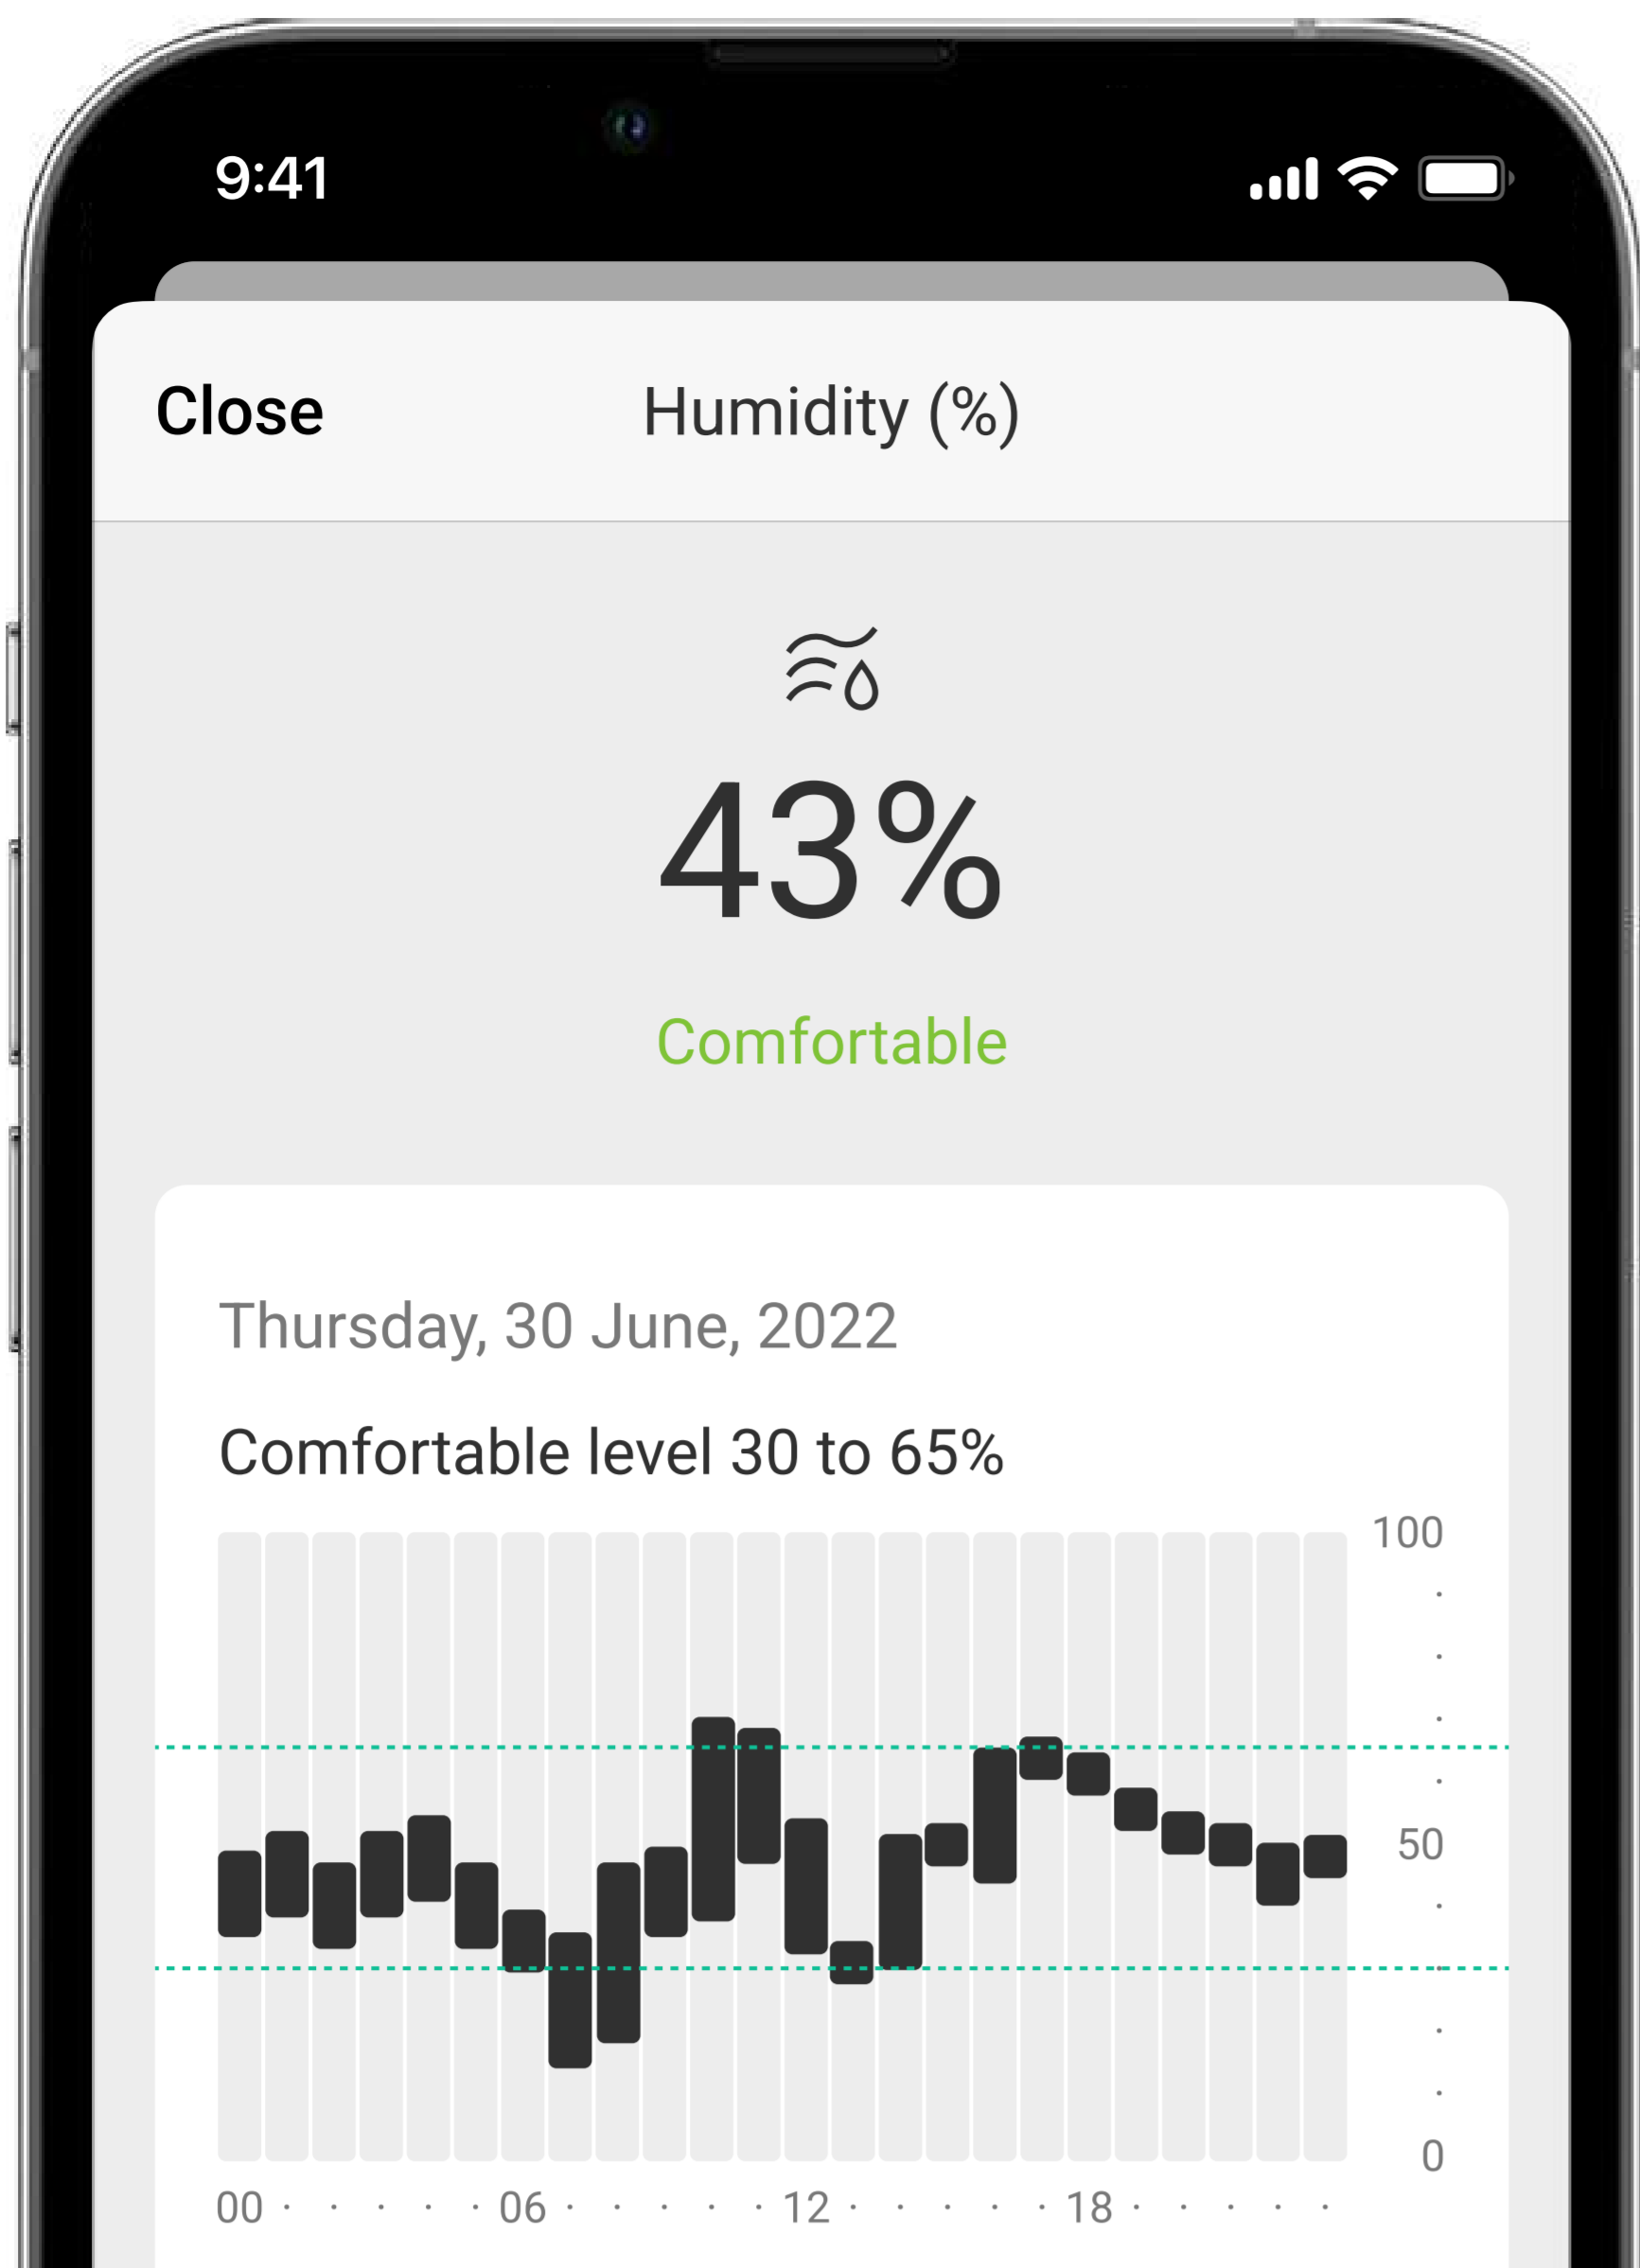 9:41
Close
Humidity (%)
43%
Comfortable
Thursday, 30 June, 2022
Comfortable level 30 to 65%
100
50
0
00 · · · · · 06 · · · · · 12 · · · · · 18 · · · · ·